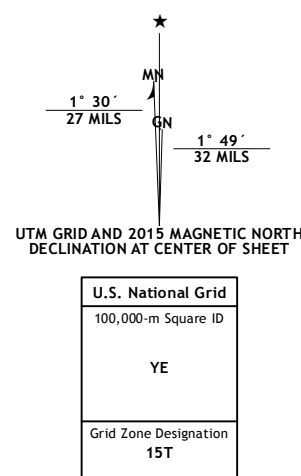 MN
1° 30´
27 MILS
GN
1° 49´
32 MILS
UTM GRID AND 2015 MAGNETIC NORTH
DECLINATION AT CENTER OF SHEET
U.S. National Grid
100,000-m Square ID
YE
Grid Zone Designation
15T